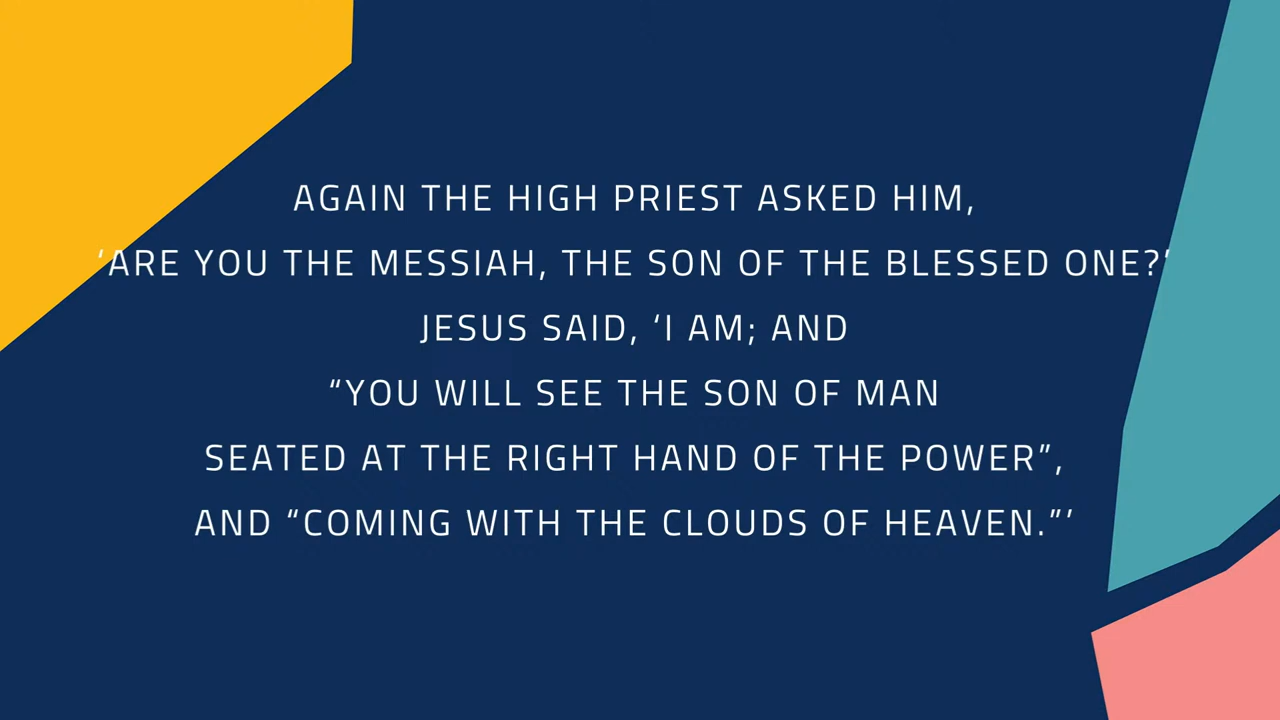 AGAIN THE HIGH PRIEST ASKED HIM,
‘ARE YOU THE MESSIAH, THE SON OF THE BLESSED ONE?’
JESUS SAID, ‘I AM; AND
“YOU WILL SEE THE SON OF MAN
SEATED AT THE RIGHT HAND OF THE POWER”,
AND “COMING WITH THE CLOUDS OF HEAVEN.”’